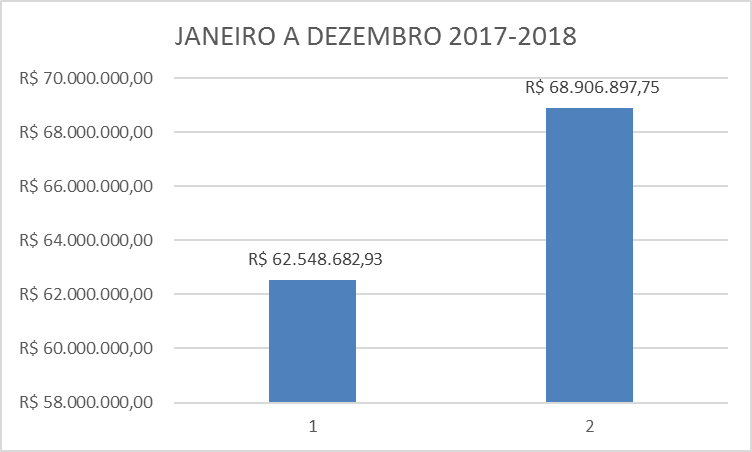 JANEIRO A DEZEMBRO 2017-2018
R$ 70.000.000,00
R$ 68.906.897,75
R$ 68.000.000,00
R$ 66.000.000,00
R$ 64.000.000,00
R$ 62.548.682,93
R$ 62.000.000,00
R$ 60.000.000,00
R$ 58.000.000,00
1 2